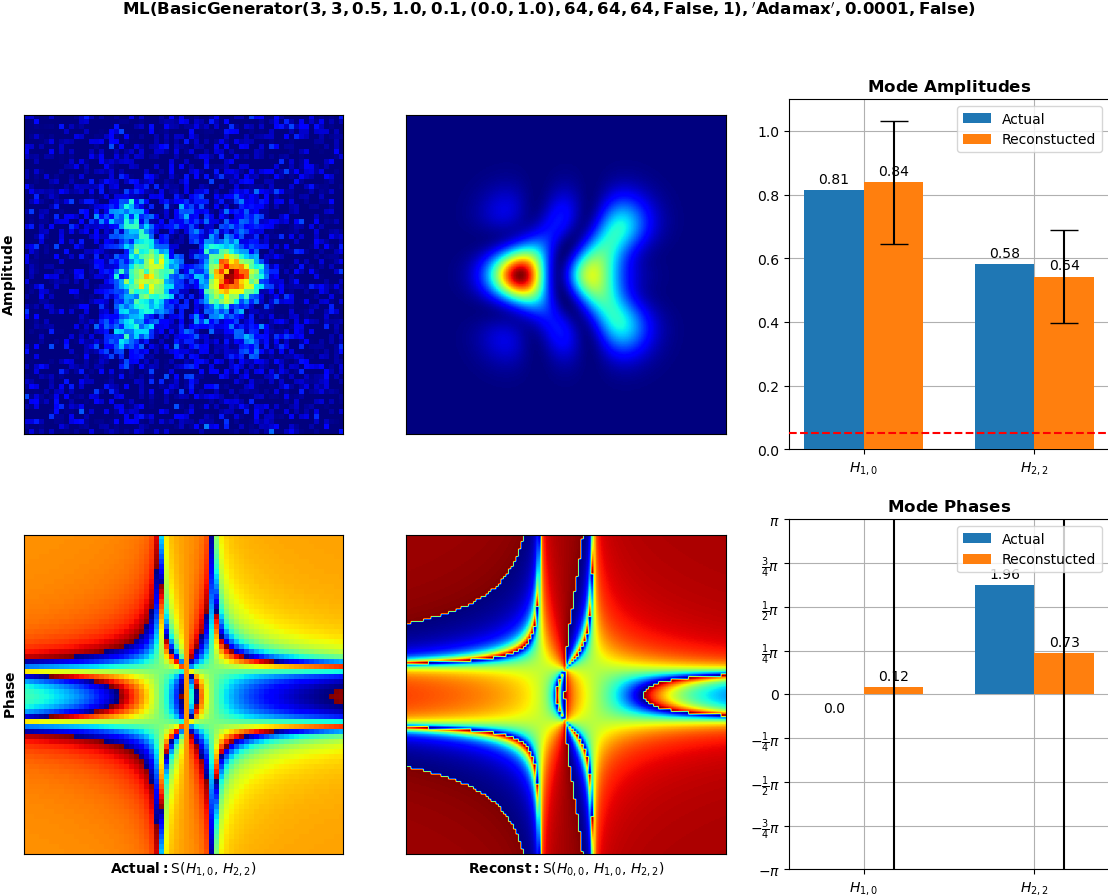 ML(BasicGenerator(3, 3, 0.5, 1.0, 0.1, (0.0, 1.0), 64, 64, 64, False, 1), 'Adamax', 0.0001, False)
Mode Amplitudes
Amplitude
1.0
0.8
0.6
0.4
0.2
0.0
Actual
Reconstucted
0.81
0.84
0.58
0.54
H1,0
H2,2
Mode Phases
Phase
π
3/4π
1/2π
1/4π
0
−1/4π
−1/2π
−3/4π
−π
Actual
Reconstucted
0.0
0.12
1.96
0.73
H1,0
H2,2
Actual: S(H1,0, H2,2)
Reconst: S(H0,0, H1,0, H2,2)